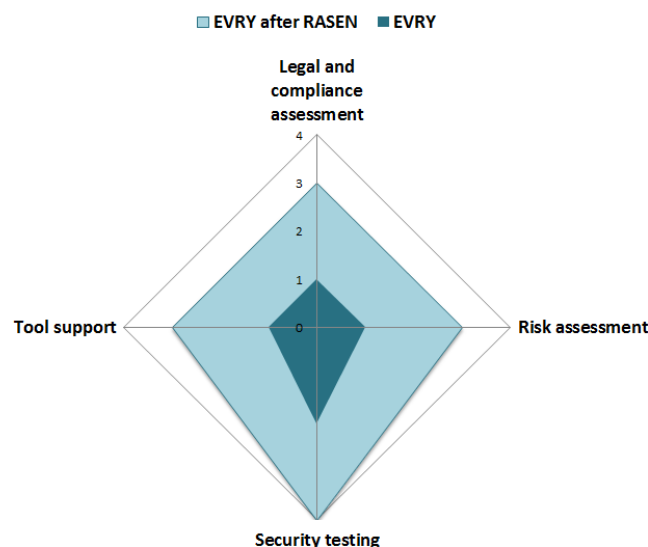 EVRY after RASEN EVRY
Legal and
compliance
assessment
4
3
2
1
Tool support 0 Risk assessment
Security testing